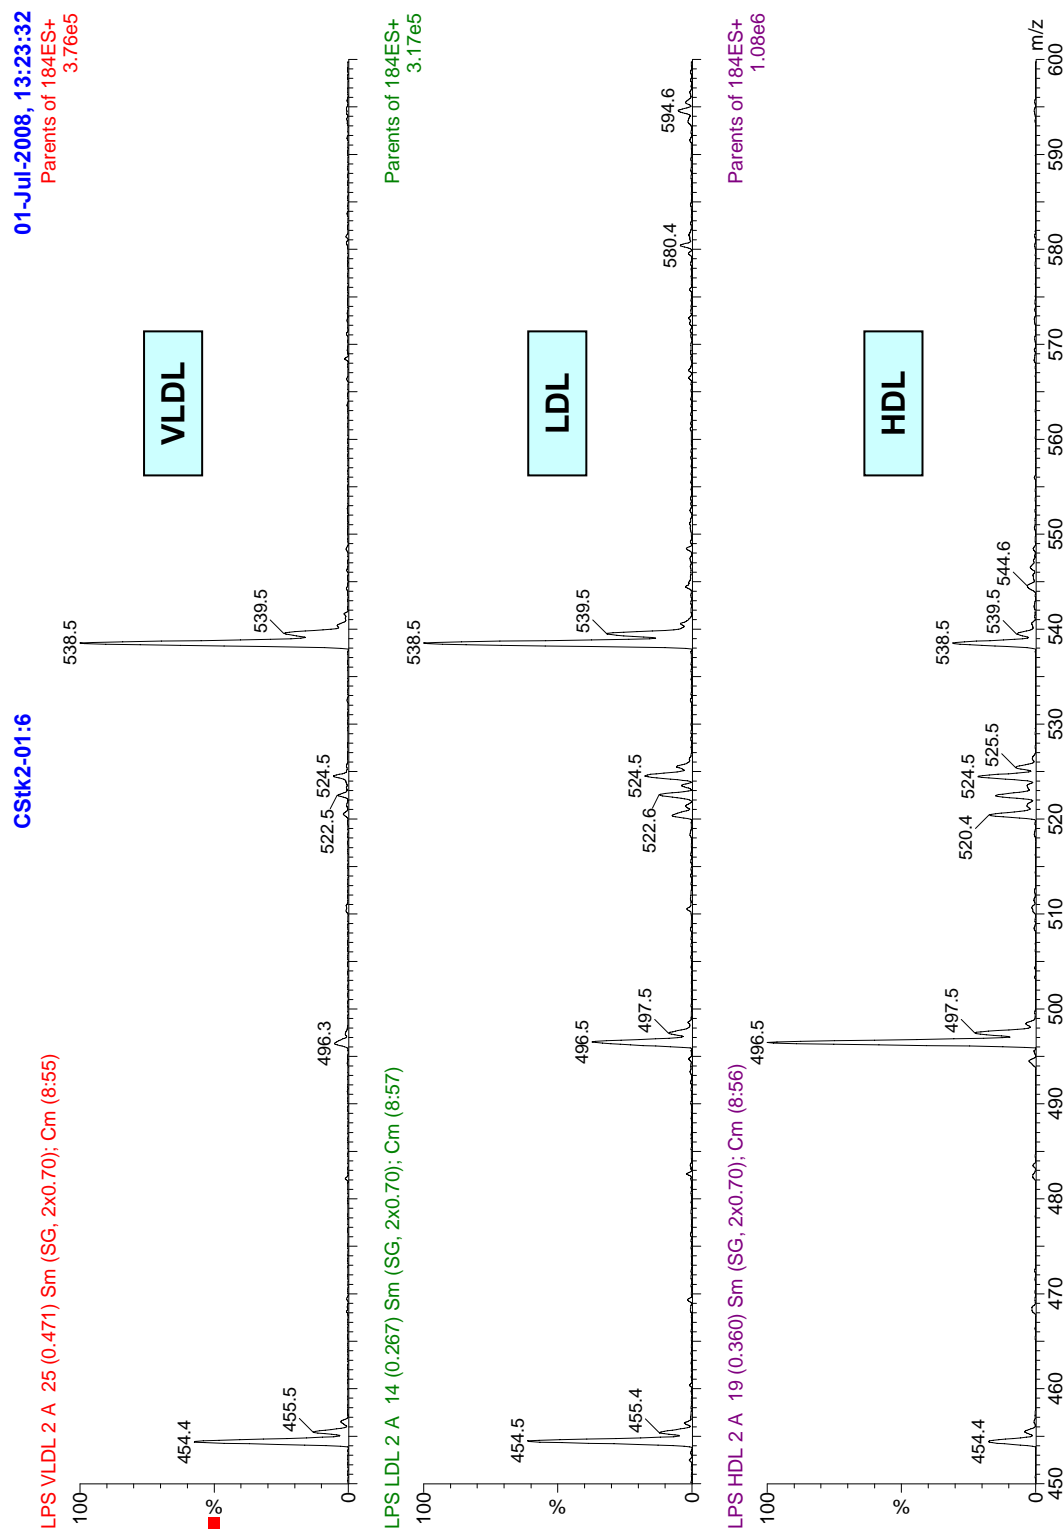 CStk2-01:6
01-Jul-2008, 13:23:32
LPS VLDL 2 A 25 (0.471) Sm (SG, 2x0.70); Cm (8:55)
Parents of 184ES+
3.76e5
100
%
0
454.4
455.5
496.3
522.5
524.5
538.5
539.5
VLDL
LPS LDL 2 A 14 (0.267) Sm (SG, 2x0.70); Cm (8:57)
Parents of 184ES+
3.17e5
100
%
0
454.5
455.4
496.5
497.5
522.6
524.5
538.5
539.5
580.4
594.6
LDL
LPS HDL 2 A 19 (0.360) Sm (SG, 2x0.70); Cm (8:56)
Parents of 184ES+
1.08e6
100
%
0
454.4
496.5
497.5
520.4
524.5
525.5
538.5
539.5
544.6
HDL
450 460 470 480 490 500 510 520 530 540 550 560 570 580 590 600
m/z